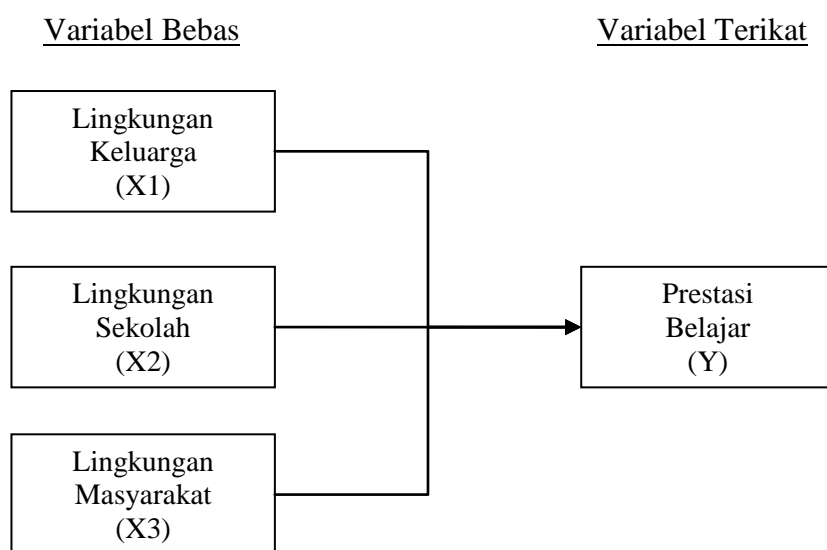 Variabel Bebas
Variabel Terikat
Lingkungan
Keluarga
(X1)
Lingkungan
Sekolah
(X2)
Prestasi
Belajar
(Y)
Lingkungan
Masyarakat
(X3)